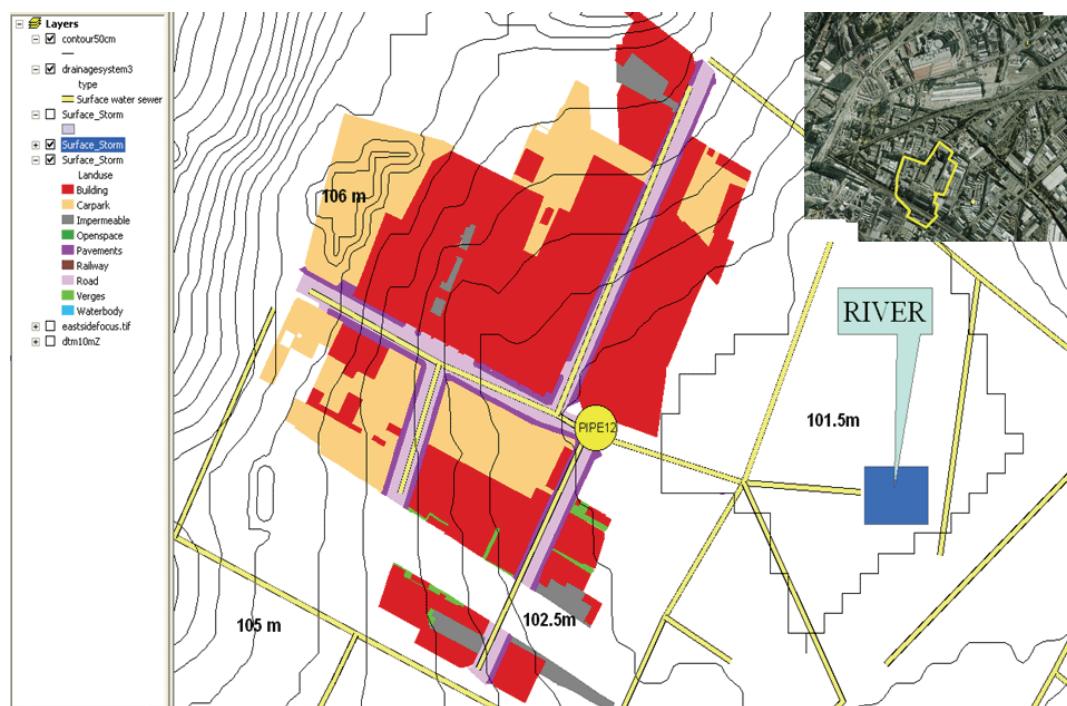 Layers
contour50cm
drainagesystem3
type
Surface water sewer
Surface_Storm
Surface_Storm
Surface_Storm
Landuse
Building
Carpark
Impermeable
Openspace
Pavements
Railway
Road
Verges
Waterbody
eastsidefocus.tif
dtm10mZ
106 m
RIVER
101.5m
PIPE12
105 m
102.5m